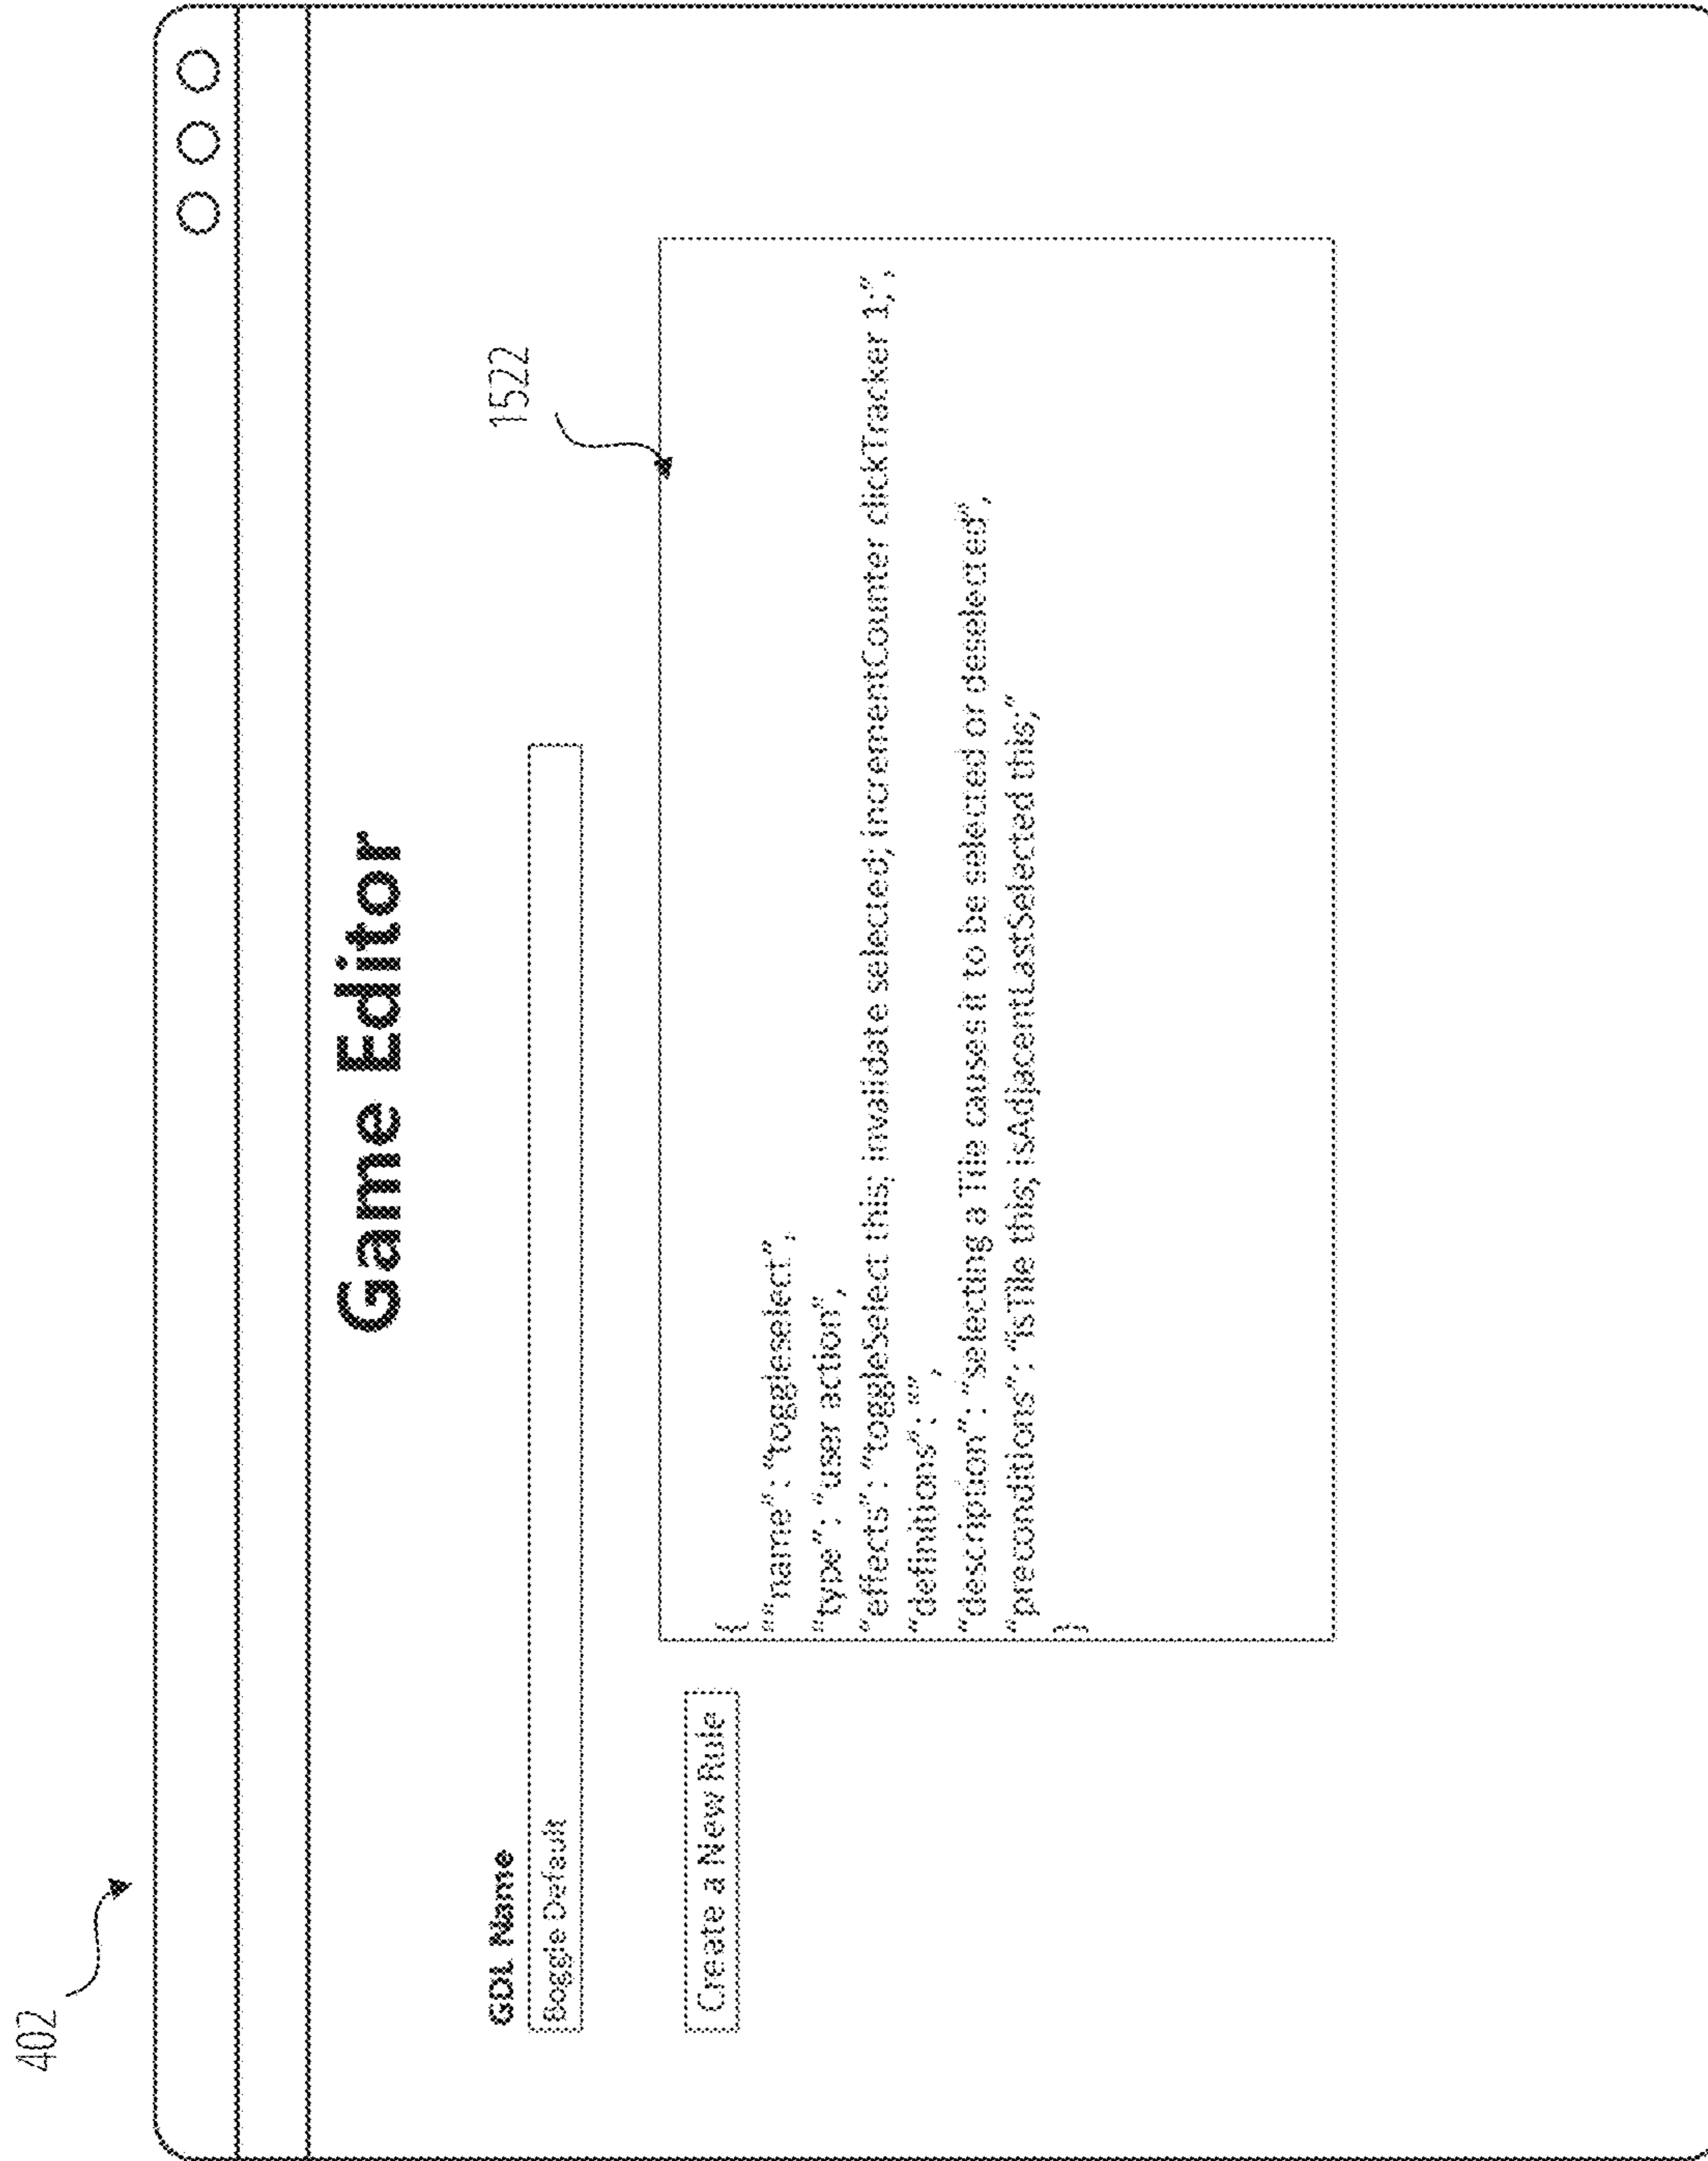 402
Game Editor
GDL Name
Boggle Default
1522
Create a New Rule
{
""name": "toggleselect",
"type": "user action",
"effects": "toggleSelect this; invalidate selected; incrementCounter clickTracker 1;",
"definitions": "",
"description": "selecting a Tile causes it to be selected or deselected",
"preconditions": "isTile this; isAdjacentLastSelected this;"
}